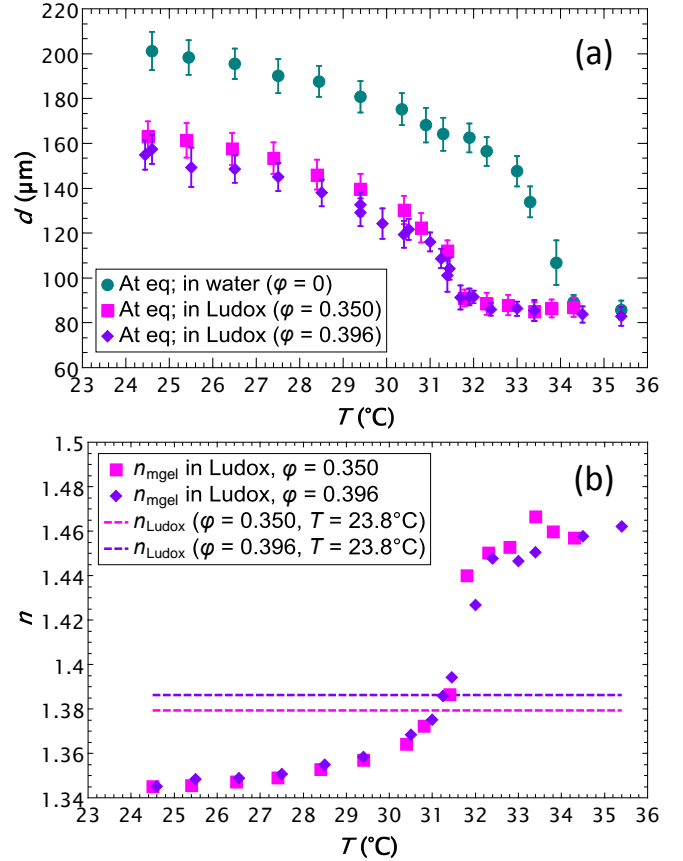 (a)
220
200
180
160
140
120
100
80
60
d (μm)
At eq; in water (φ = 0)
At eq; in Ludox (φ = 0.350)
At eq; in Ludox (φ = 0.396)
23 24 25 26 27 28 29 30 31 32 33 34 35 36
T (°C)
(b)
1.5
1.48
1.46
1.44
1.42
1.4
1.38
1.36
1.34
n
nmgel in Ludox, φ = 0.350
nmgel in Ludox, φ = 0.396
nLudox (φ = 0.350, T = 23.8°C)
nLudox (φ = 0.396, T = 23.8°C)
23 24 25 26 27 28 29 30 31 32 33 34 35 36
T (°C)